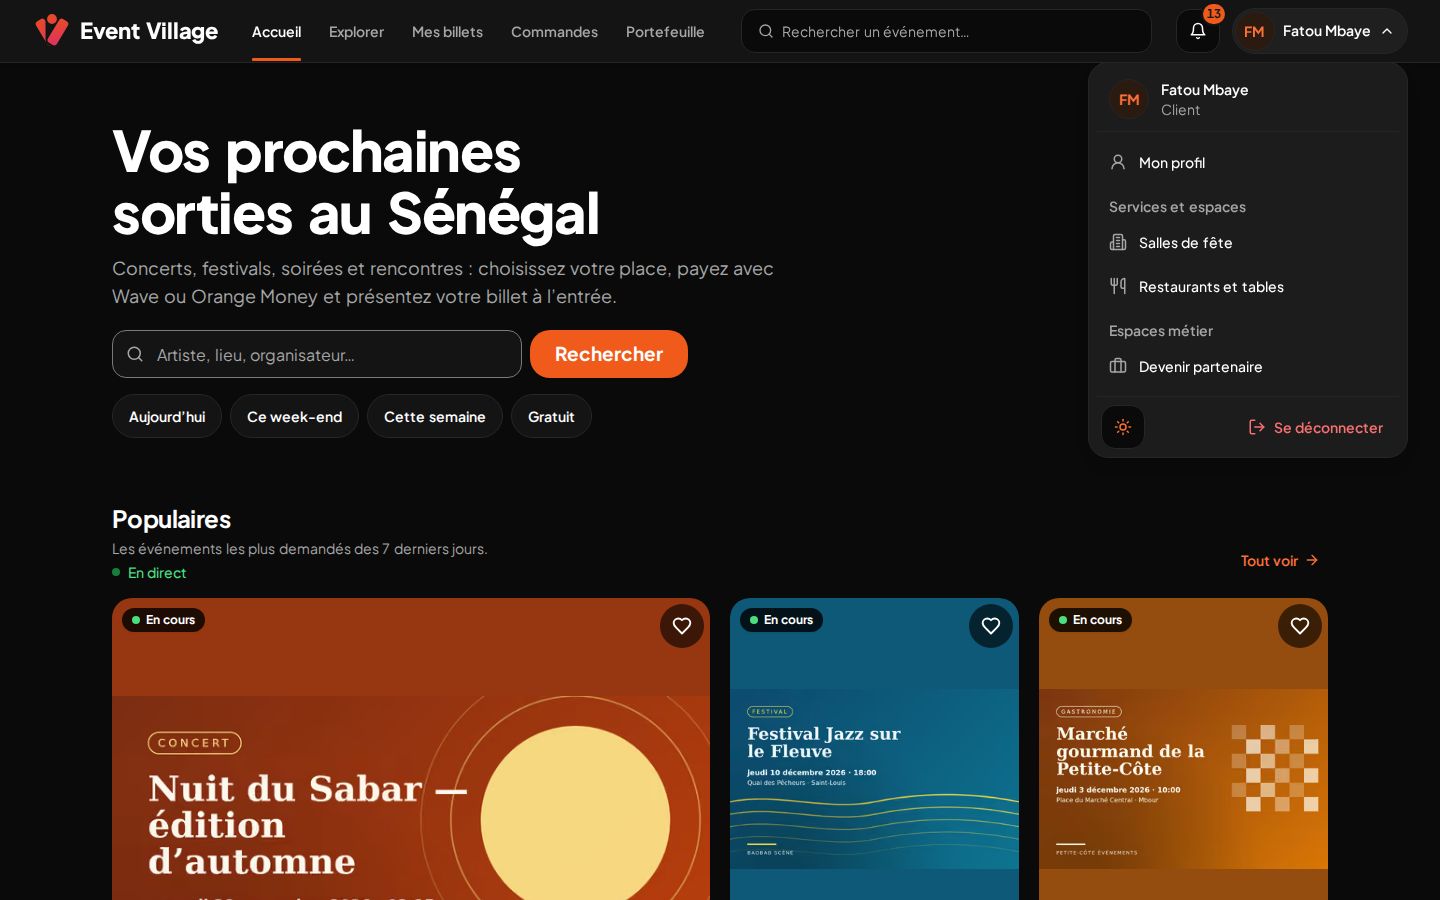 Event Village
Accueil
Explorer
Mes billets
Commandes
Portefeuille
Rechercher un événement...
13
FM
Fatou Mbaye
FM
Fatou Mbaye
Client
Mon profil
Services et espaces
Salles de fête
Restaurants et tables
Espaces métier
Devenir partenaire
Se déconnecter
Vos prochaines
sorties au Sénégal
Concerts, festivals, soirées et rencontres : choisissez votre place, payez avec
Wave ou Orange Money et présentez votre billet à l'entrée.
Artiste, lieu, organisateur...
Rechercher
Aujourd'hui
Ce week-end
Cette semaine
Gratuit
Populaires
Les événements les plus demandés des 7 derniers jours.
En direct
Tout voir
En cours
CONCERT
Nuit du Sabar —
édition
d'automne
En cours
FESTIVAL
Festival Jazz sur
le Fleuve
jeudi 10 décembre 2026 · 18:00
Quai des Pêcheurs · Saint-Louis
BAOBAB SCÈNE
En cours
GASTRONOMIE
Marché
gourmand de la
Petite-Côte
jeudi 3 décembre 2026 · 10:00
Place du Marché Central · Mbour
PETITE-CÔTE ÉVÉNEMENTS